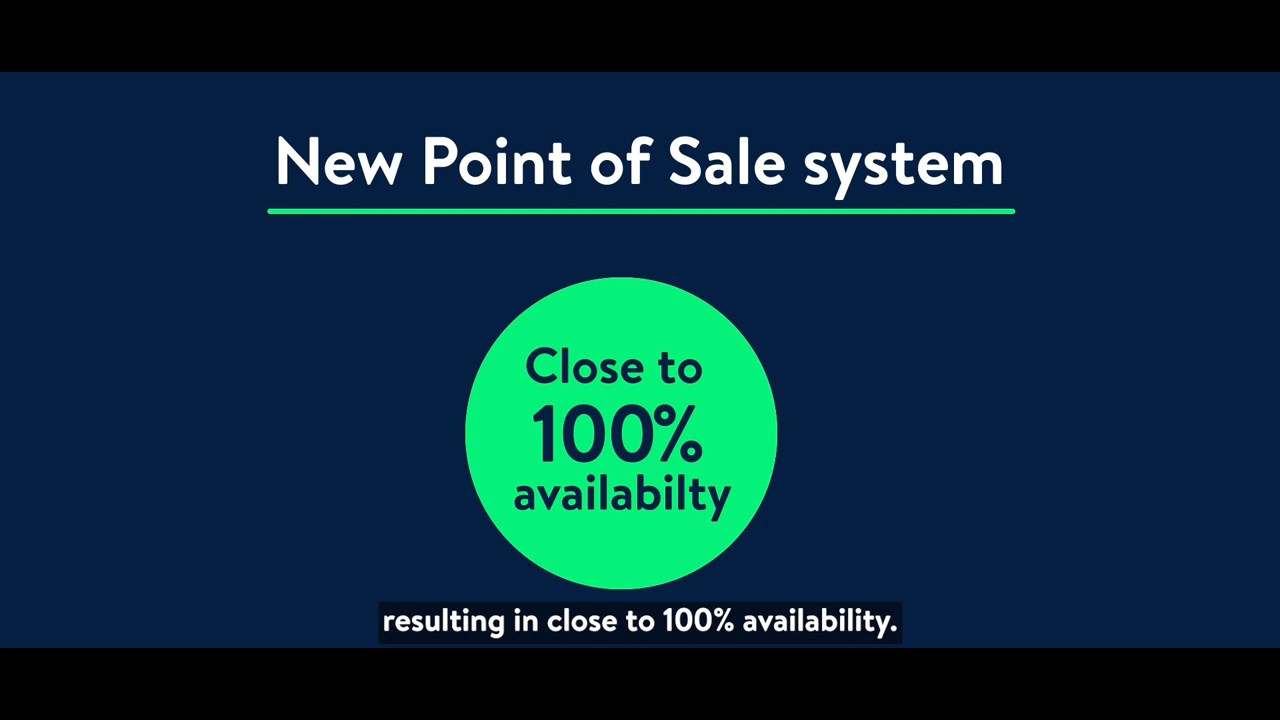 New Point of Sale system
Close to
100%
availabilty
resulting in close to 100% availability.